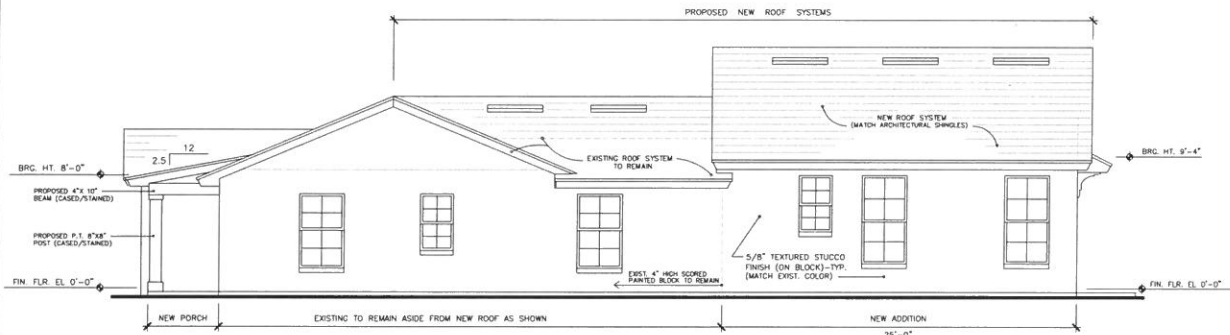 PROPOSED NEW ROOF SYSTEMS
NEW ROOF SYSTEM
(MATCH ARCHITECTURAL SHINGLES)
12
2.5
BRG. HT. 8'-0"
BRG. HT. 9'-4"
EXISTING ROOF SYSTEM
TO REMAIN
PROPOSED 4"X 10"
BEAM (CASED/STAINED)
PROPOSED P.T. 8"X8"
POST (CASED/STAINED)
5/8" TEXTURED STUCCO
FINISH (ON BLOCK)-TYP.
(MATCH EXIST. COLOR)
EXIST. 4" HIGH SCORED
PAINTED BLOCK TO REMAIN
FIN. FLR. EL 0'-0"
FIN. FLR. EL 0'-0"
NEW PORCH
EXISTING TO REMAIN ASIDE FROM NEW ROOF AS SHOWN
NEW ADDITION
25'-0"